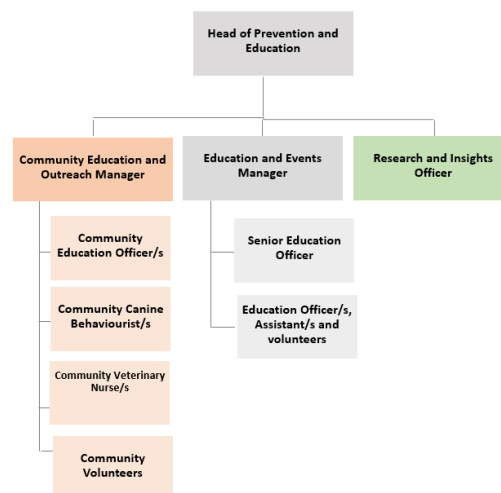 Head of Prevention and
Education
Community Education and
Outreach Manager
Education and Events
Manager
Research and Insights
Officer
Community
Education Officer/s
Senior Education
Officer
Community Canine
Behaviourist/s
Education Officer/s,
Assistant/s and
volunteers
Community Veterinary
Nurse/s
Community
Volunteers